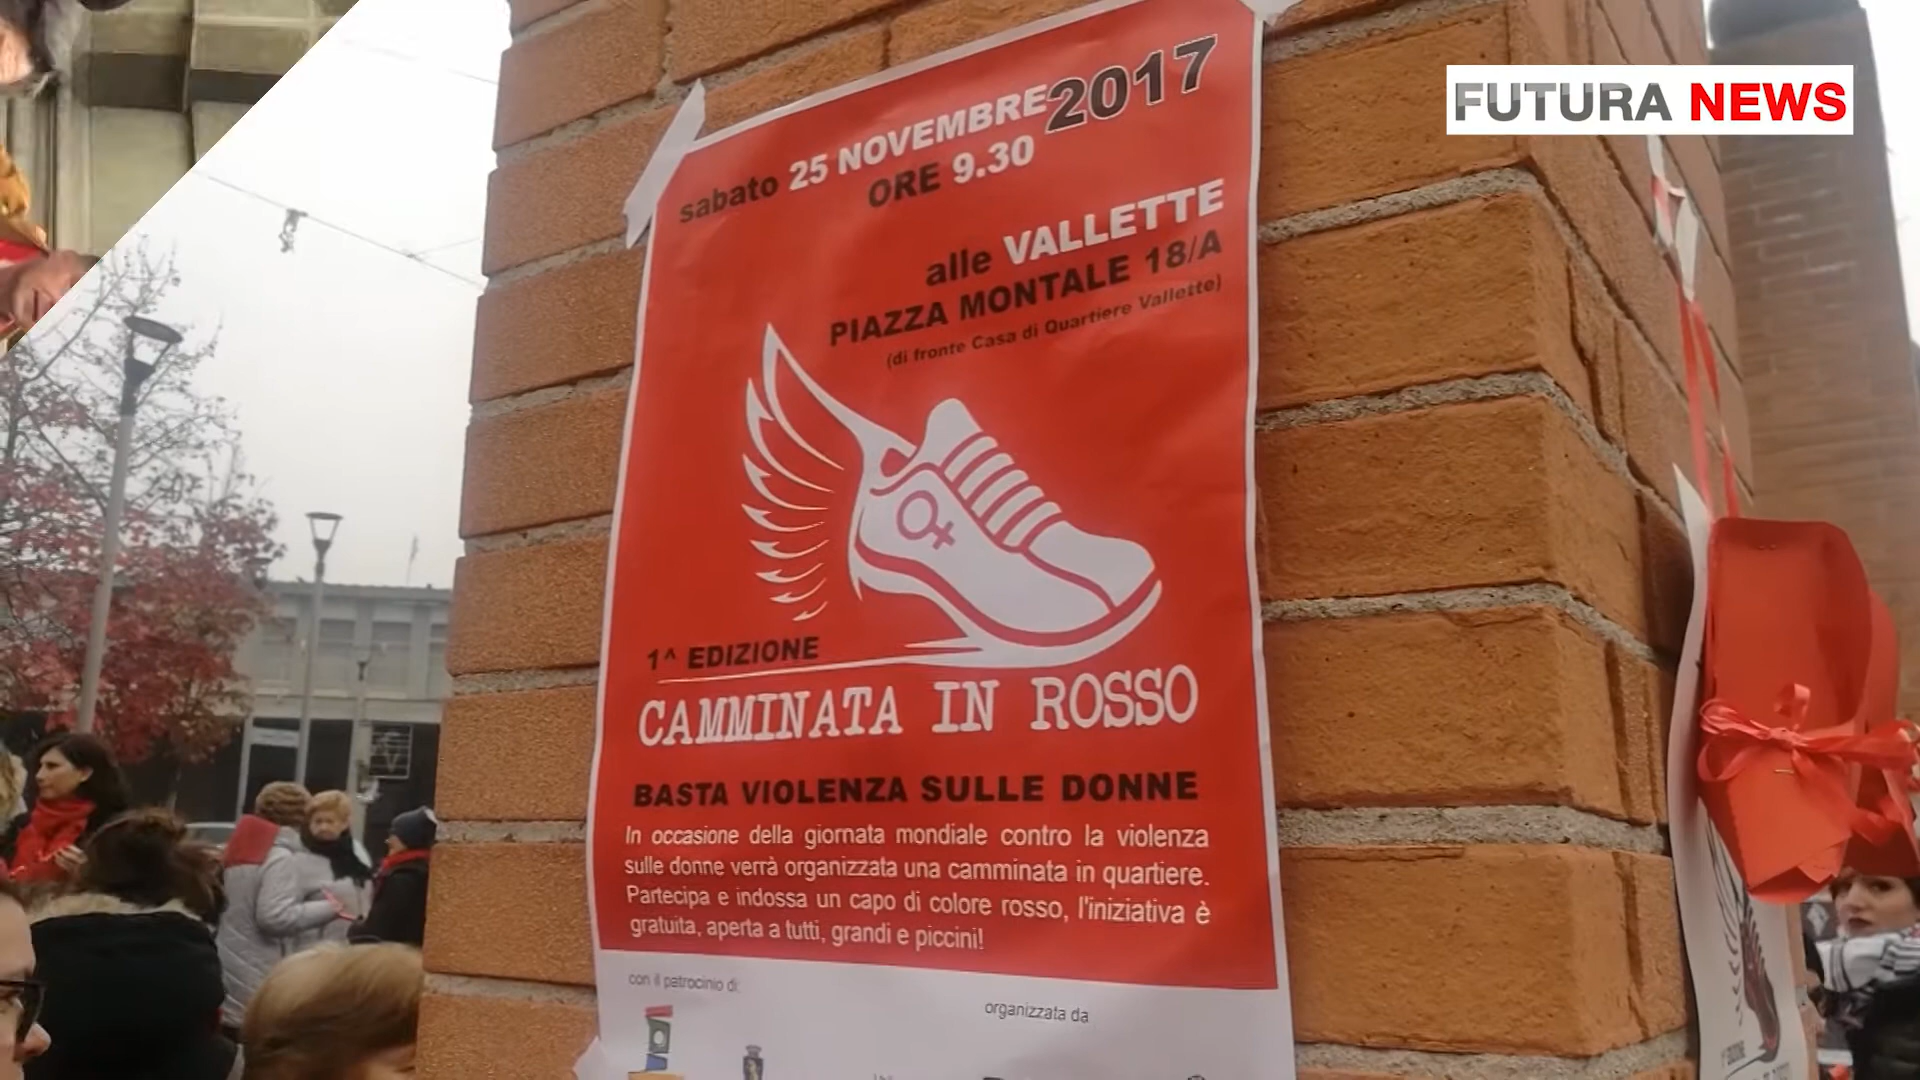 FUTURA NEWS
sabato 25 NOVEMBRE 2017
ORE 9.30
alle VALLETTE
PIAZZA MONTALE 18/A
(di fronte Casa di Quartiere Vallette)
1^ EDIZIONE
CAMMINATA IN ROSSO
BASTA VIOLENZA SULLE DONNE
In occasione della giornata mondiale contro la violenza
sulle donne verrà organizzata una camminata in quartiere.
Partecipa e indossa un capo di colore rosso, l'iniziativa è
gratuita, aperta a tutti, grandi e piccini!
con il patrocinio di:
organizzata da